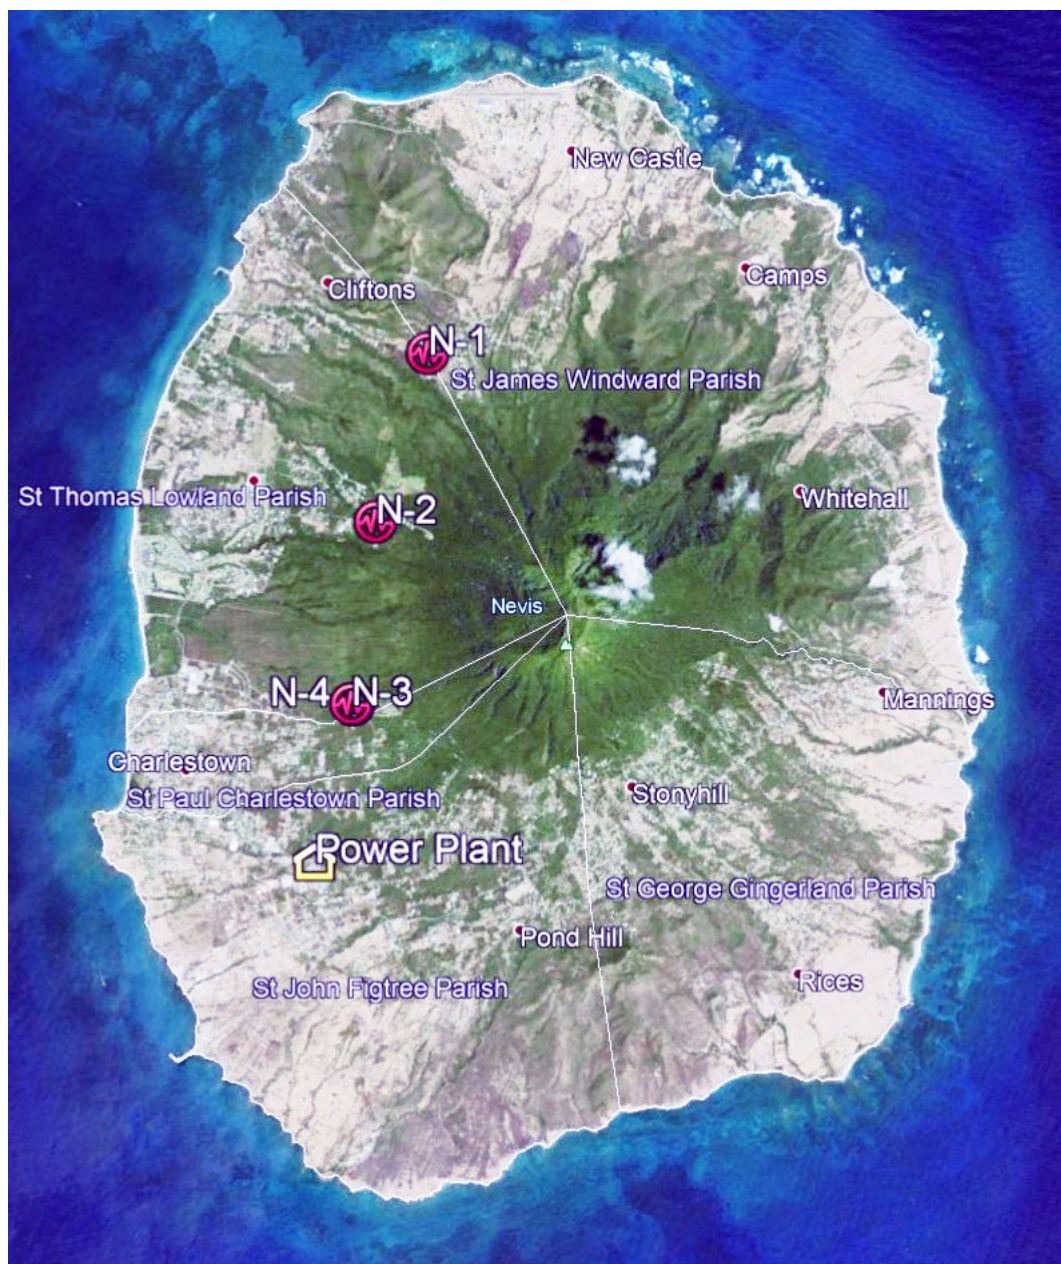 New Castle
Camps
Cliftons
N-1
St James Windward Parish
St Thomas Lowland Parish
Whitehall
N-2
Nevis
N-4 N-3
Mannings
Charlestown
St Paul Charlestown Parish
Stonyhill
Power Plant
St George Gingerland Parish
Pond Hill
St John Figtree Parish
Rices